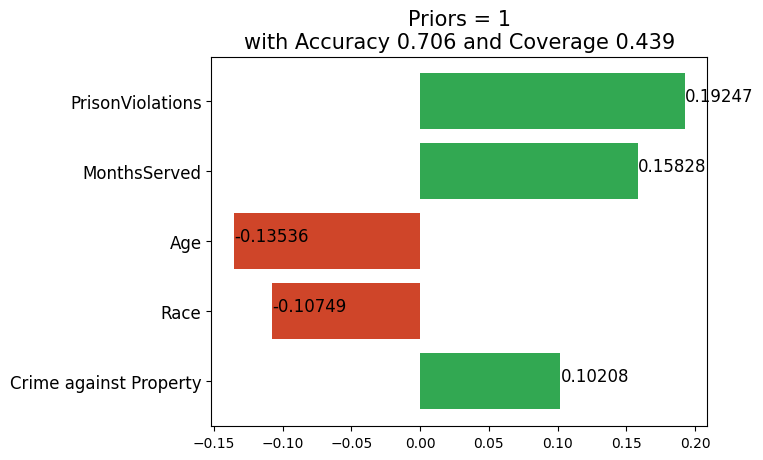 Priors = 1
with Accuracy 0.706 and Coverage 0.439
PrisonViolations
0.19247
MonthsServed
0.15828
Age
-0.13536
Race
-0.10749
Crime against Property
0.10208
−0.15 −0.10 −0.05 0.00 0.05 0.10 0.15 0.20